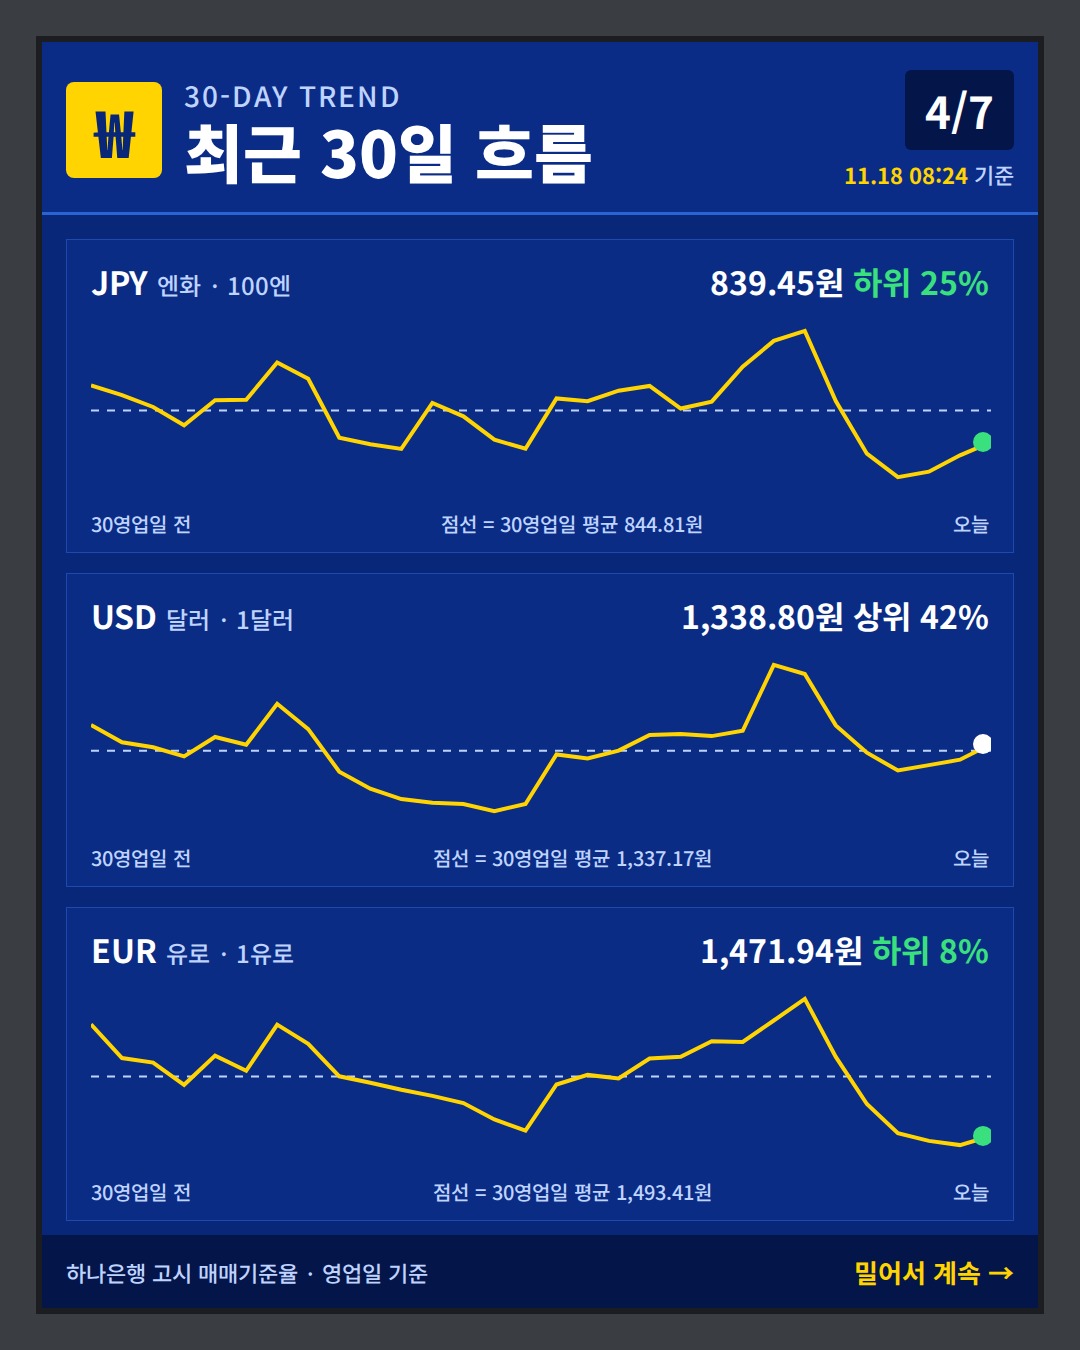 ₩
30-DAY TREND
최근 30일 흐름
4/7
11.18 08:24 기준
JPY 엔화 · 100엔
839.45원 하위 25%
30영업일 전
점선 = 30영업일 평균 844.81원
오늘
USD 달러 · 1달러
1,338.80원 상위 42%
30영업일 전
점선 = 30영업일 평균 1,337.17원
오늘
EUR 유로 · 1유로
1,471.94원 하위 8%
30영업일 전
점선 = 30영업일 평균 1,493.41원
오늘
하나은행 고시 매매기준율 · 영업일 기준
밀어서 계속 →